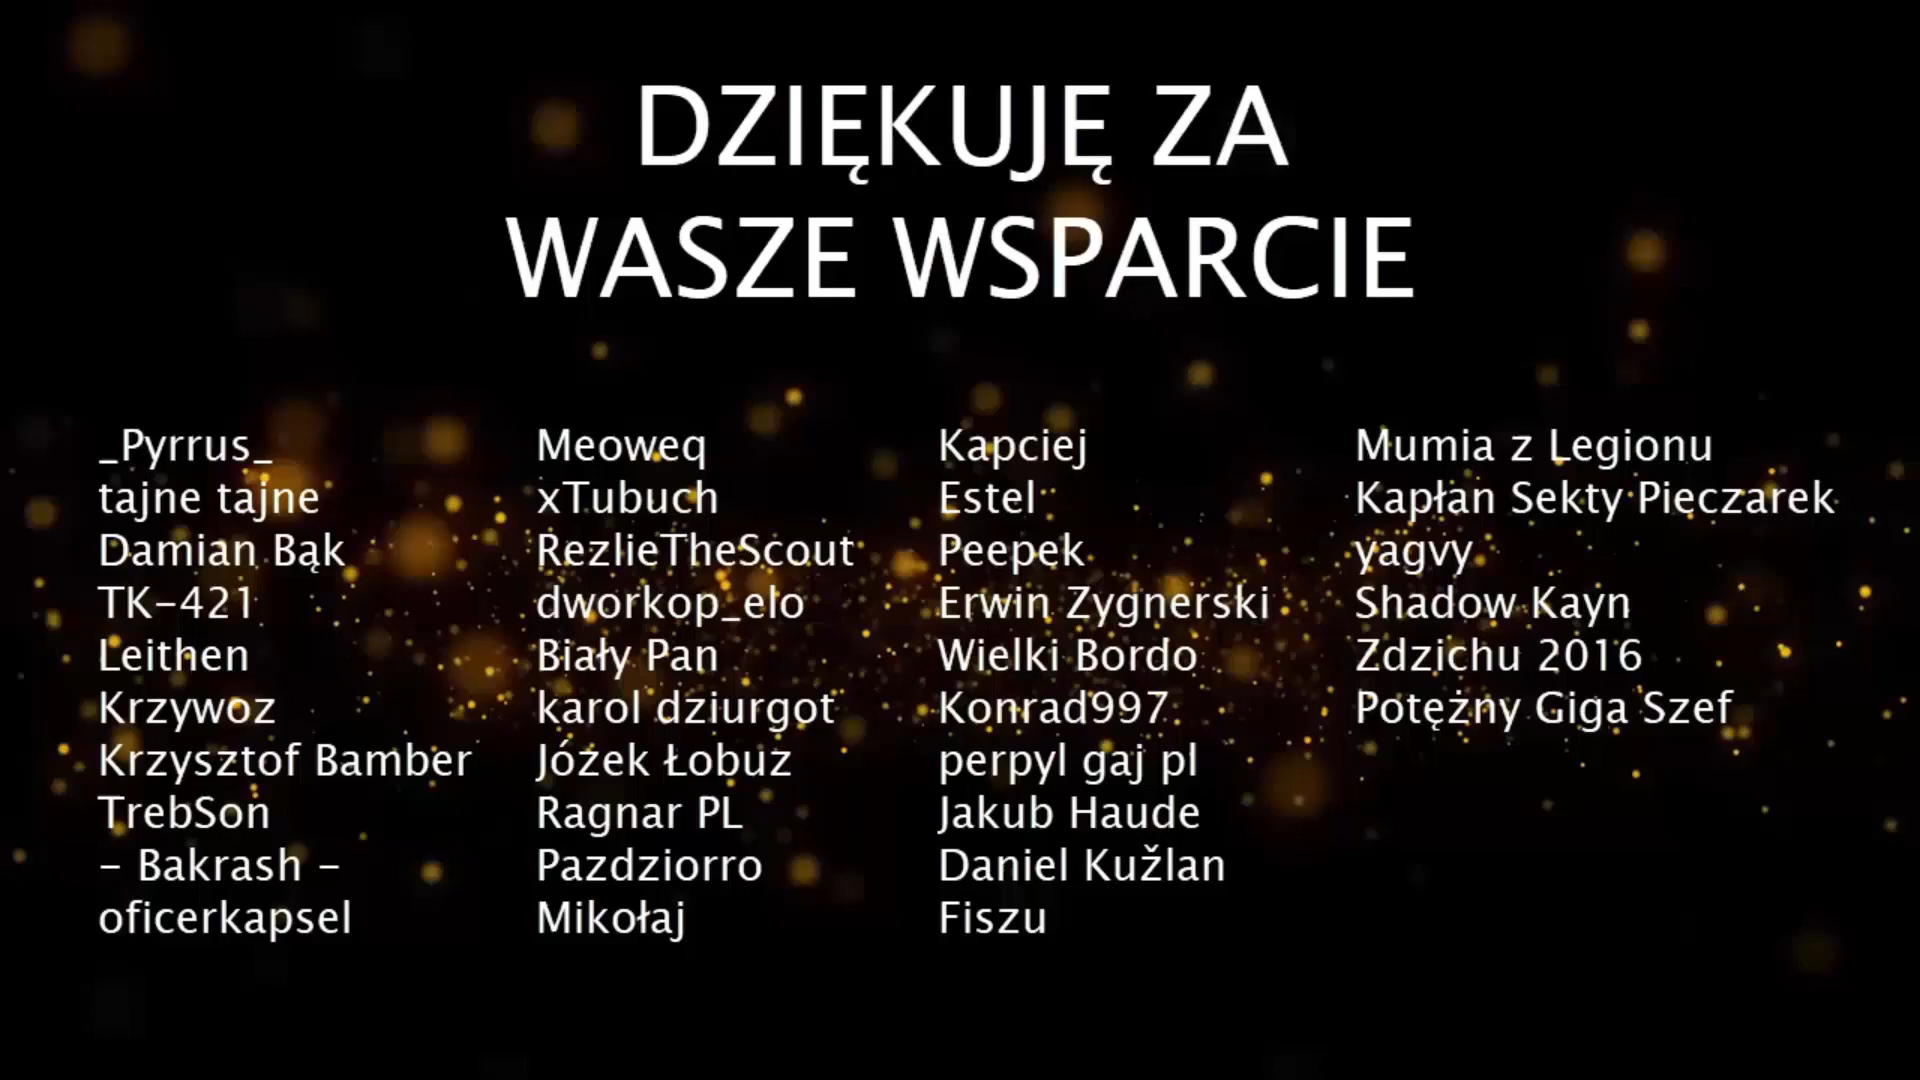 DZIĘKUJĘ ZA
WASZE WSPARCIE
_Pyrrus_
tajne tajne
Damian Bąk
TK-421
Leithen
Krzywoz
Krzysztof Bamber
TrebSon
- Bakrash -
oficerkapsel
Meoweq
xTubuch
RezlieTheScout
dworkop_elo
Biały Pan
karol dziurgot
Józek Łobuz
Ragnar PL
Pazdziorro
Mikołaj
Kapciej
Estel
Peepek
Erwin Zygnerski
Wielki Bordo
Konrad997
perpyl gaj pl
Jakub Haude
Daniel Kužlan
Fiszu
Mumia z Legionu
Kapłan Sekty Pieczarek
yagvy
Shadow Kayn
Zdzichu 2016
Potężny Giga Szef